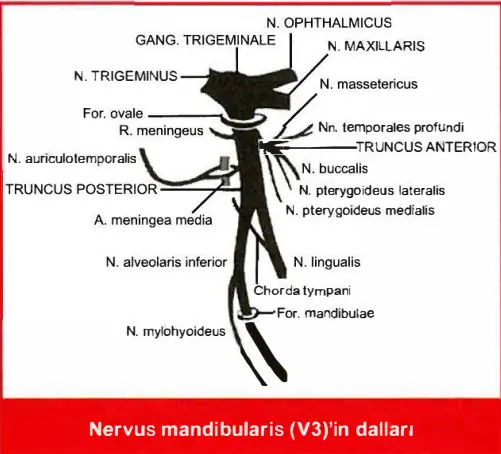 N. OPHTHALMICUS
GANG. TRIGEMINALE
N. MAXILLARIS
N. TRIGEMINUS
N. massetericus
For. ovale
R. meningeus
Nn. temporales profundi
TRUNCUS ANTERIOR
N. auriculotemporalis
N. buccalis
TRUNCUS POSTERIOR
N. pterygoideus lateralis
N. pterygoideus medialis
A. meningea media
N. alveolaris inferior
N. lingualis
Chorda tympani
For. mandibulae
N. mylohyoideus
Nervus mandibularis (V3)'in dalları